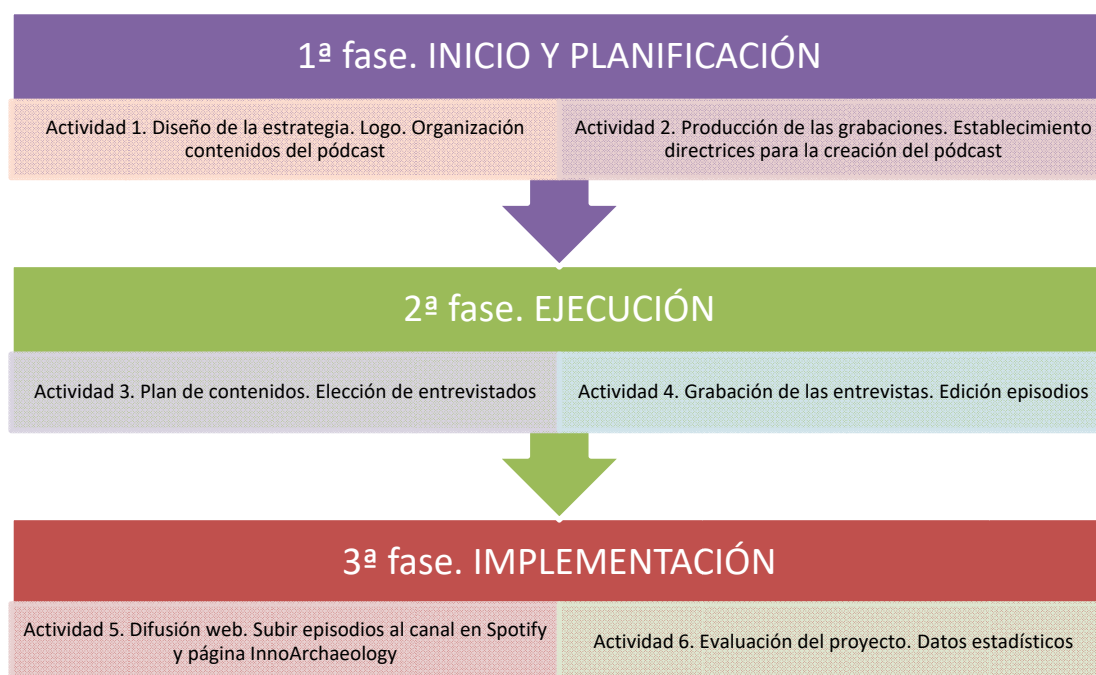 1ª fase. INICIO Y PLANIFICACIÓN
Actividad 1. Diseño de la estrategia. Logo. Organización
contenidos del pódcast
Actividad 2. Producción de las grabaciones. Establecimiento
directrices para la creación del pódcast
2ª fase. EJECUCIÓN
Actividad 3. Plan de contenidos. Elección de entrevistados
Actividad 4. Grabación de las entrevistas. Edición episodios
3ª fase. IMPLEMENTACIÓN
Actividad 5. Difusión web. Subir episodios al canal en Spotify
y página InnoArchaeology
Actividad 6. Evaluación del proyecto. Datos estadísticos